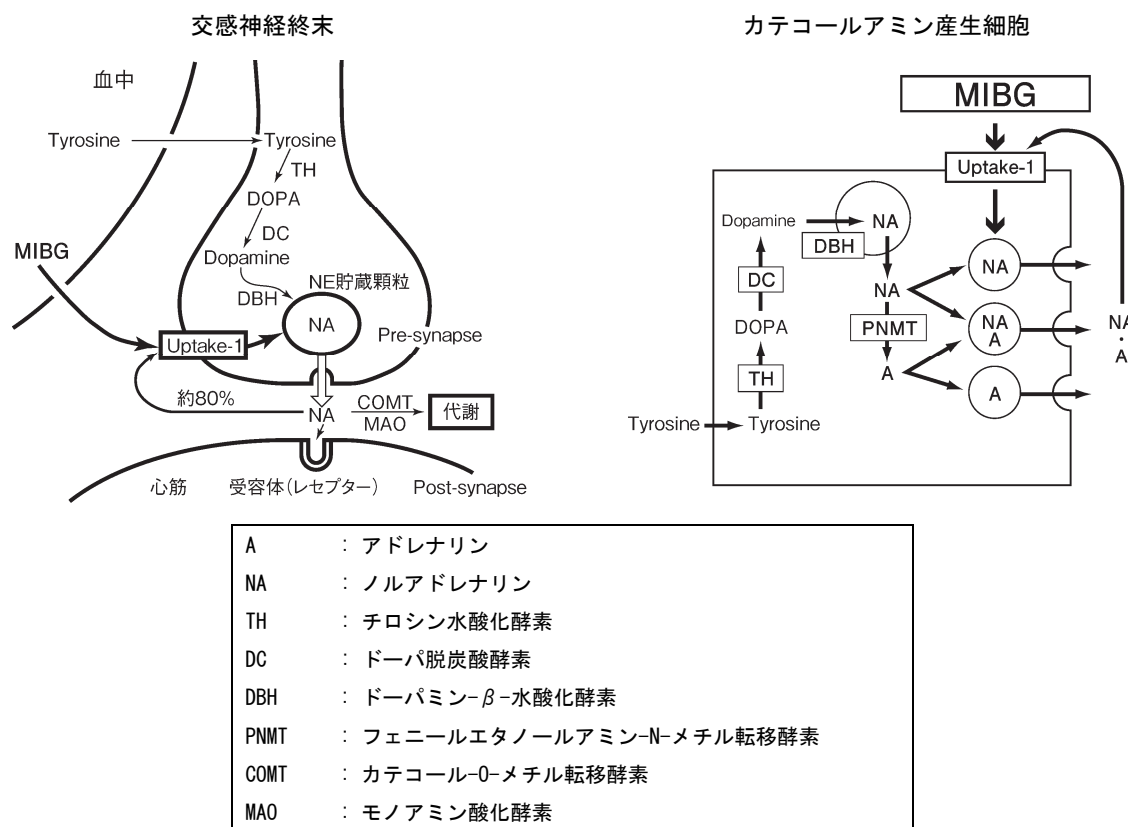 交感神経終末
血中
Tyrosine
Tyrosine
TH
DOPA
DC
Dopamine
MIBG
DBH
NE貯蔵顆粒
NA
Uptake-1
Pre-synapse
約80%
NA
COMT
MAO
代謝
心筋
受容体(レセプター)
Post-synapse
カテコールアミン産生細胞
MIBG
Uptake-1
Dopamine
NA
DBH
DC
NA
NA
DOPA
PNMT
NA
A
NA
・
A
TH
A
A
Tyrosine
Tyrosine
A : アドレナリン
NA : ノルアドレナリン
TH : チロシン水酸化酵素
DC : ドーパ脱炭酸酵素
DBH : ドーパミン-β-水酸化酵素
PNMT : フェニールエタノールアミン-N-メチル転移酵素
COMT : カテコール-O-メチル転移酵素
MAO : モノアミン酸化酵素